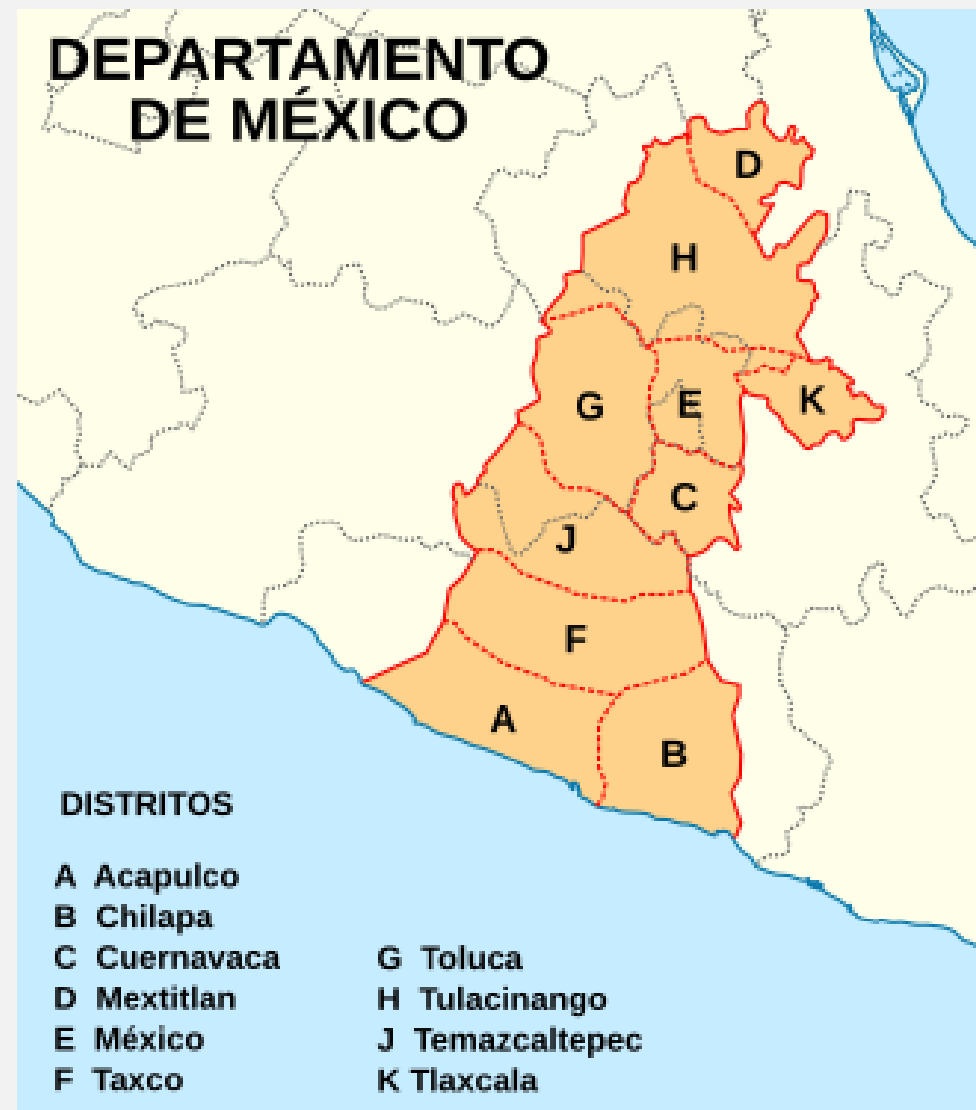 DEPARTAMENTO
DE MÉXICO
D
H
G
E
K
C
J
F
A
B
DISTRITOS
A Acapulco
B Chilapa
C Cuernavaca
D Mextitlan
E México
F Taxco
G Toluca
H Tulacinango
J Temazcaltepec
K Tlaxcala